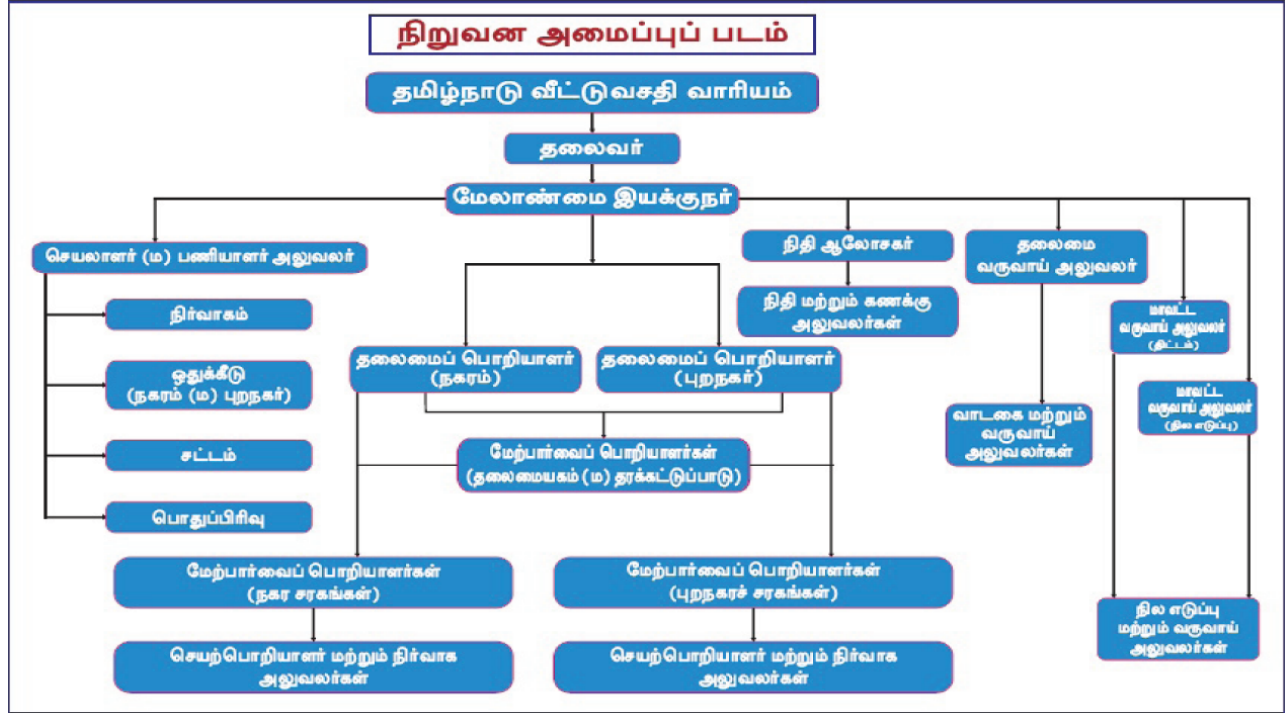 நிறுவன அமைப்புப் படம்
தமிழ்நாடு வீட்டுவசதி வாரியம்
தலைவர்
மேலாண்மை இயக்குநர்
செயலாளர் (ம) பணியாளர் அலுவலர்
நிர்வாகம்
ஒதுக்கீடு
(நகரம் (ம) புறநகர்)
சட்டம்
பொதுப்பிரிவு
தலைமைப் பொறியாளர்
(நகரம்)
தலைமைப் பொறியாளர்
(புறநகர்)
மேற்பார்வைப் பொறியாளர்கள்
(தலைமையகம் (ம) தரக்கட்டுப்பாடு)
மேற்பார்வைப் பொறியாளர்கள்
(நகர சரகங்கள்)
செயற்பொறியாளர் மற்றும் நிர்வாக
அலுவலர்கள்
மேற்பார்வைப் பொறியாளர்கள்
(புறநகரச் சரகங்கள்)
செயற்பொறியாளர் மற்றும் நிர்வாக
அலுவலர்கள்
நிதி ஆலோசகர்
நிதி மற்றும் கணக்கு
அலுவலர்கள்
தலைமை
வருவாய் அலுவலர்
வாடகை மற்றும்
வருவாய்
அலுவலர்கள்
மாவட்ட
வருவாய் அலுவலர்
(திட்டம்)
மாவட்ட
வருவாய் அலுவலர்
(நில எடுப்பு)
நில எடுப்பு
மற்றும் வருவாய்
அலுவலர்கள்